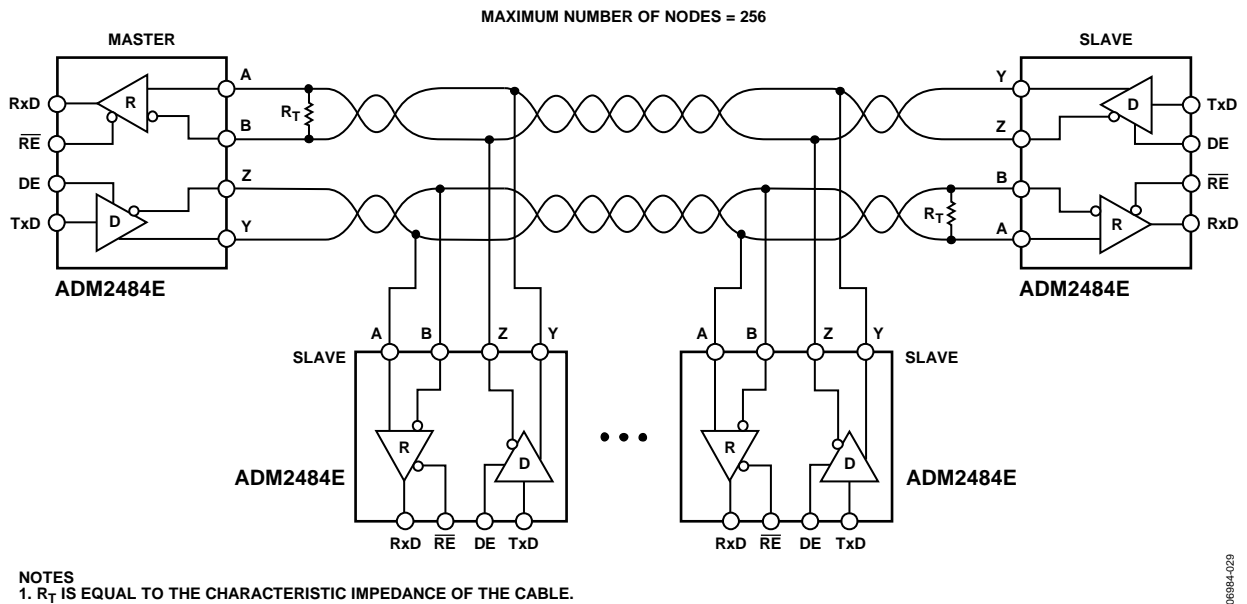 MAXIMUM NUMBER OF NODES = 256
MASTER
SLAVE
A
B
Z
Y
RxD
RE
DE
TxD
R
D
RT
ADM2484E
Y
Z
B
A
TxD
DE
RE
RxD
D
R
RT
ADM2484E
A
B
Z
Y
SLAVE
R
D
ADM2484E
RxD
RE
DE
TxD
• • •
A
B
Z
Y
SLAVE
R
D
ADM2484E
RxD
RE
DE
TxD
NOTES
1. RT IS EQUAL TO THE CHARACTERISTIC IMPEDANCE OF THE CABLE.
06984-029